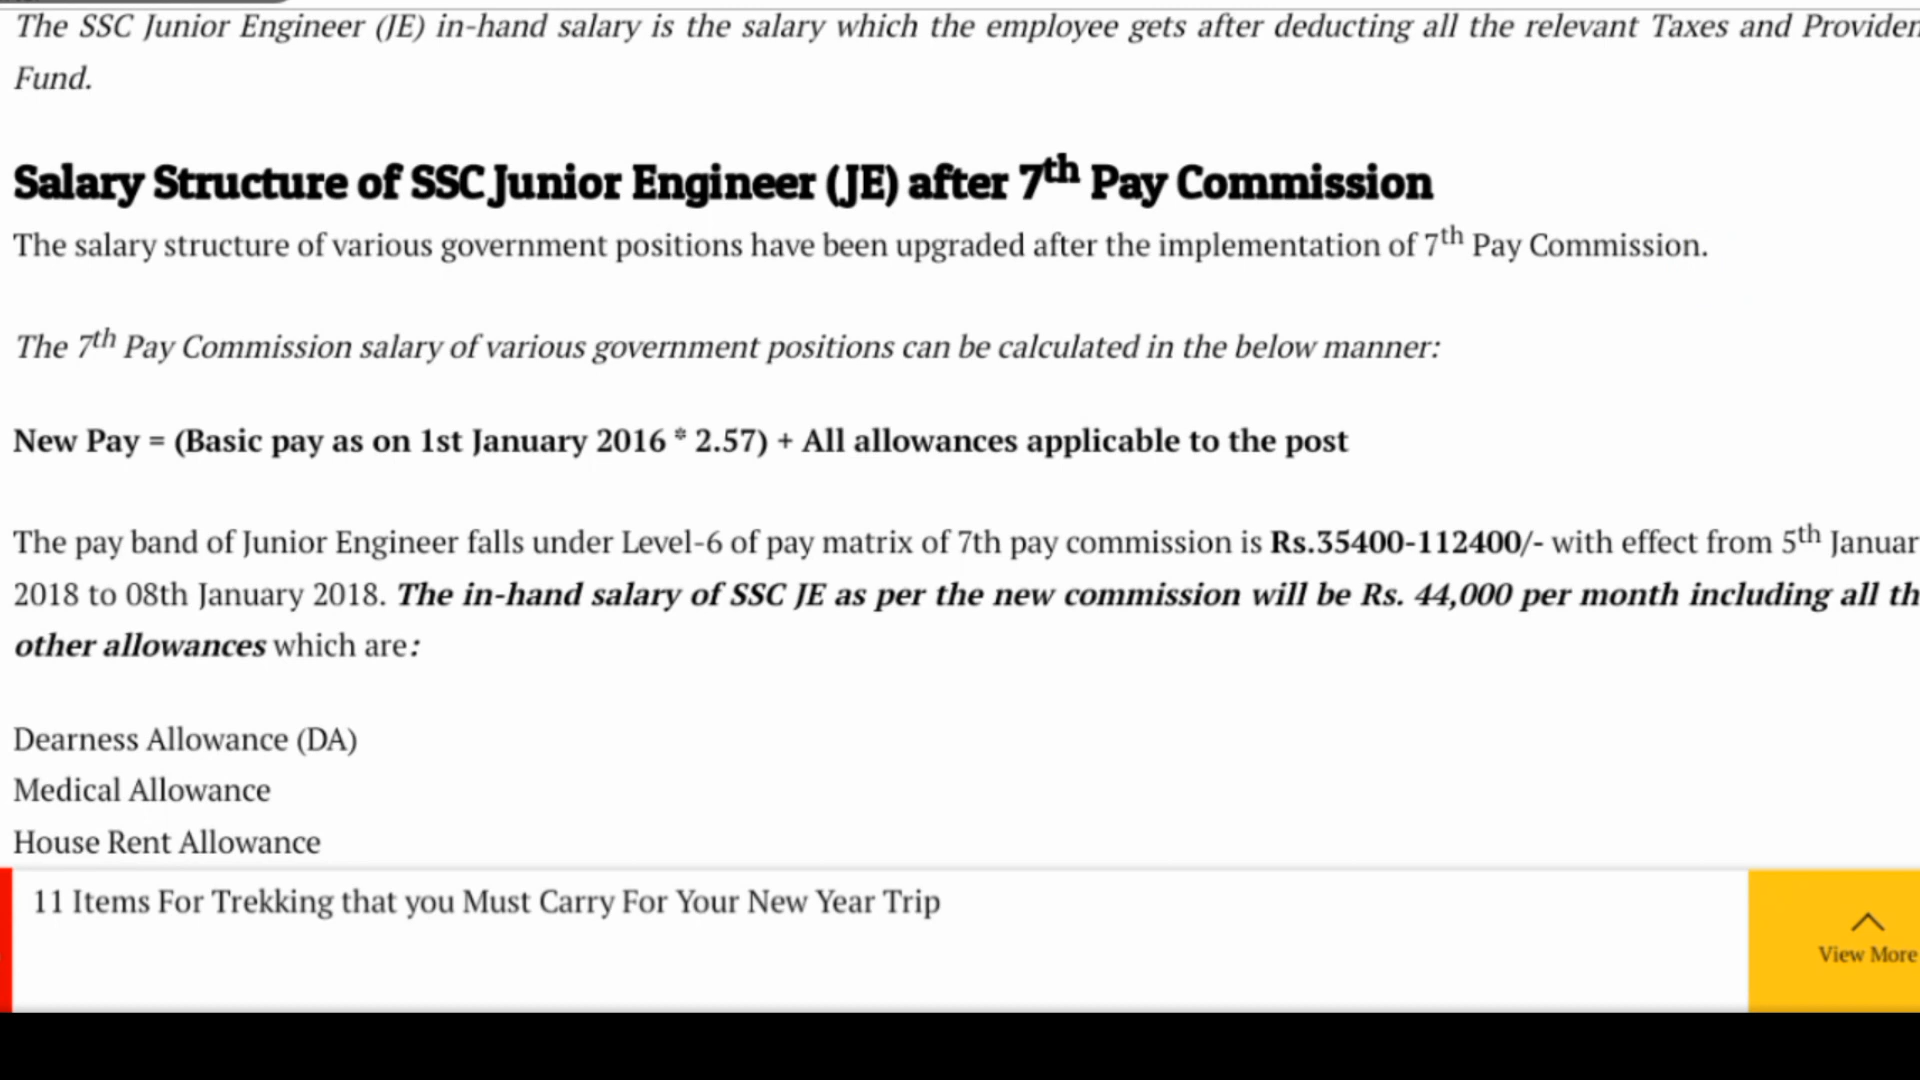 The SSC Junior Engineer (JE) in-hand salary is the salary which the employee gets after deducting all the relevant Taxes and Providen
Fund.
Salary Structure of SSC Junior Engineer (JE) after 7th Pay Commission
The salary structure of various government positions have been upgraded after the implementation of 7th Pay Commission.
The 7th Pay Commission salary of various government positions can be calculated in the below manner:
New Pay = (Basic pay as on 1st January 2016 * 2.57) + All allowances applicable to the post
The pay band of Junior Engineer falls under Level-6 of pay matrix of 7th pay commission is Rs.35400-112400/- with effect from 5th Januar
2018 to 08th January 2018. The in-hand salary of SSC JE as per the new commission will be Rs. 44,000 per month including all th
other allowances which are:
Dearness Allowance (DA)
Medical Allowance
House Rent Allowance
11 Items For Trekking that you Must Carry For Your New Year Trip
View More